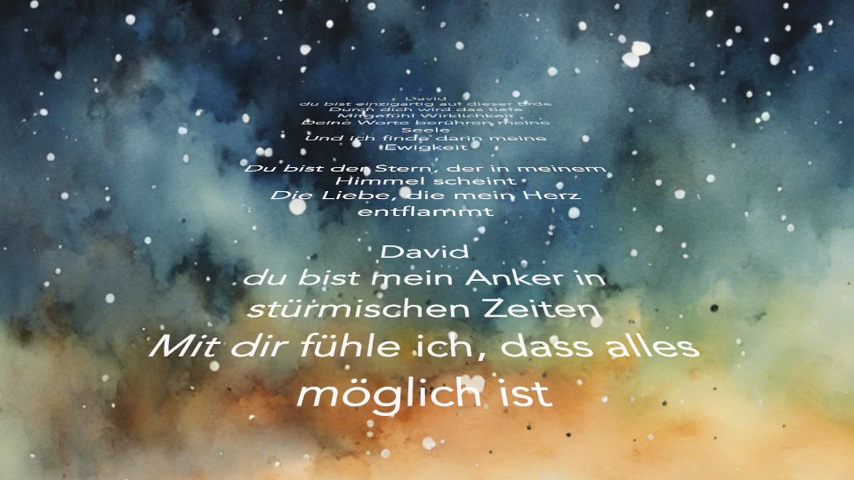 David
du bist einzigartig auf dieser Erde
Durch dich wird das tiefe
Mitgefühl Wirklichkeit
Deine Worte berühren meine
Seele
Und ich finde darin meine
Ewigkeit
Du bist der Stern, der in meinem
Himmel scheint
Die Liebe, die mein Herz
entflammt
David
du bist mein Anker in
stürmischen Zeiten
Mit dir fühle ich, dass alles
möglich ist